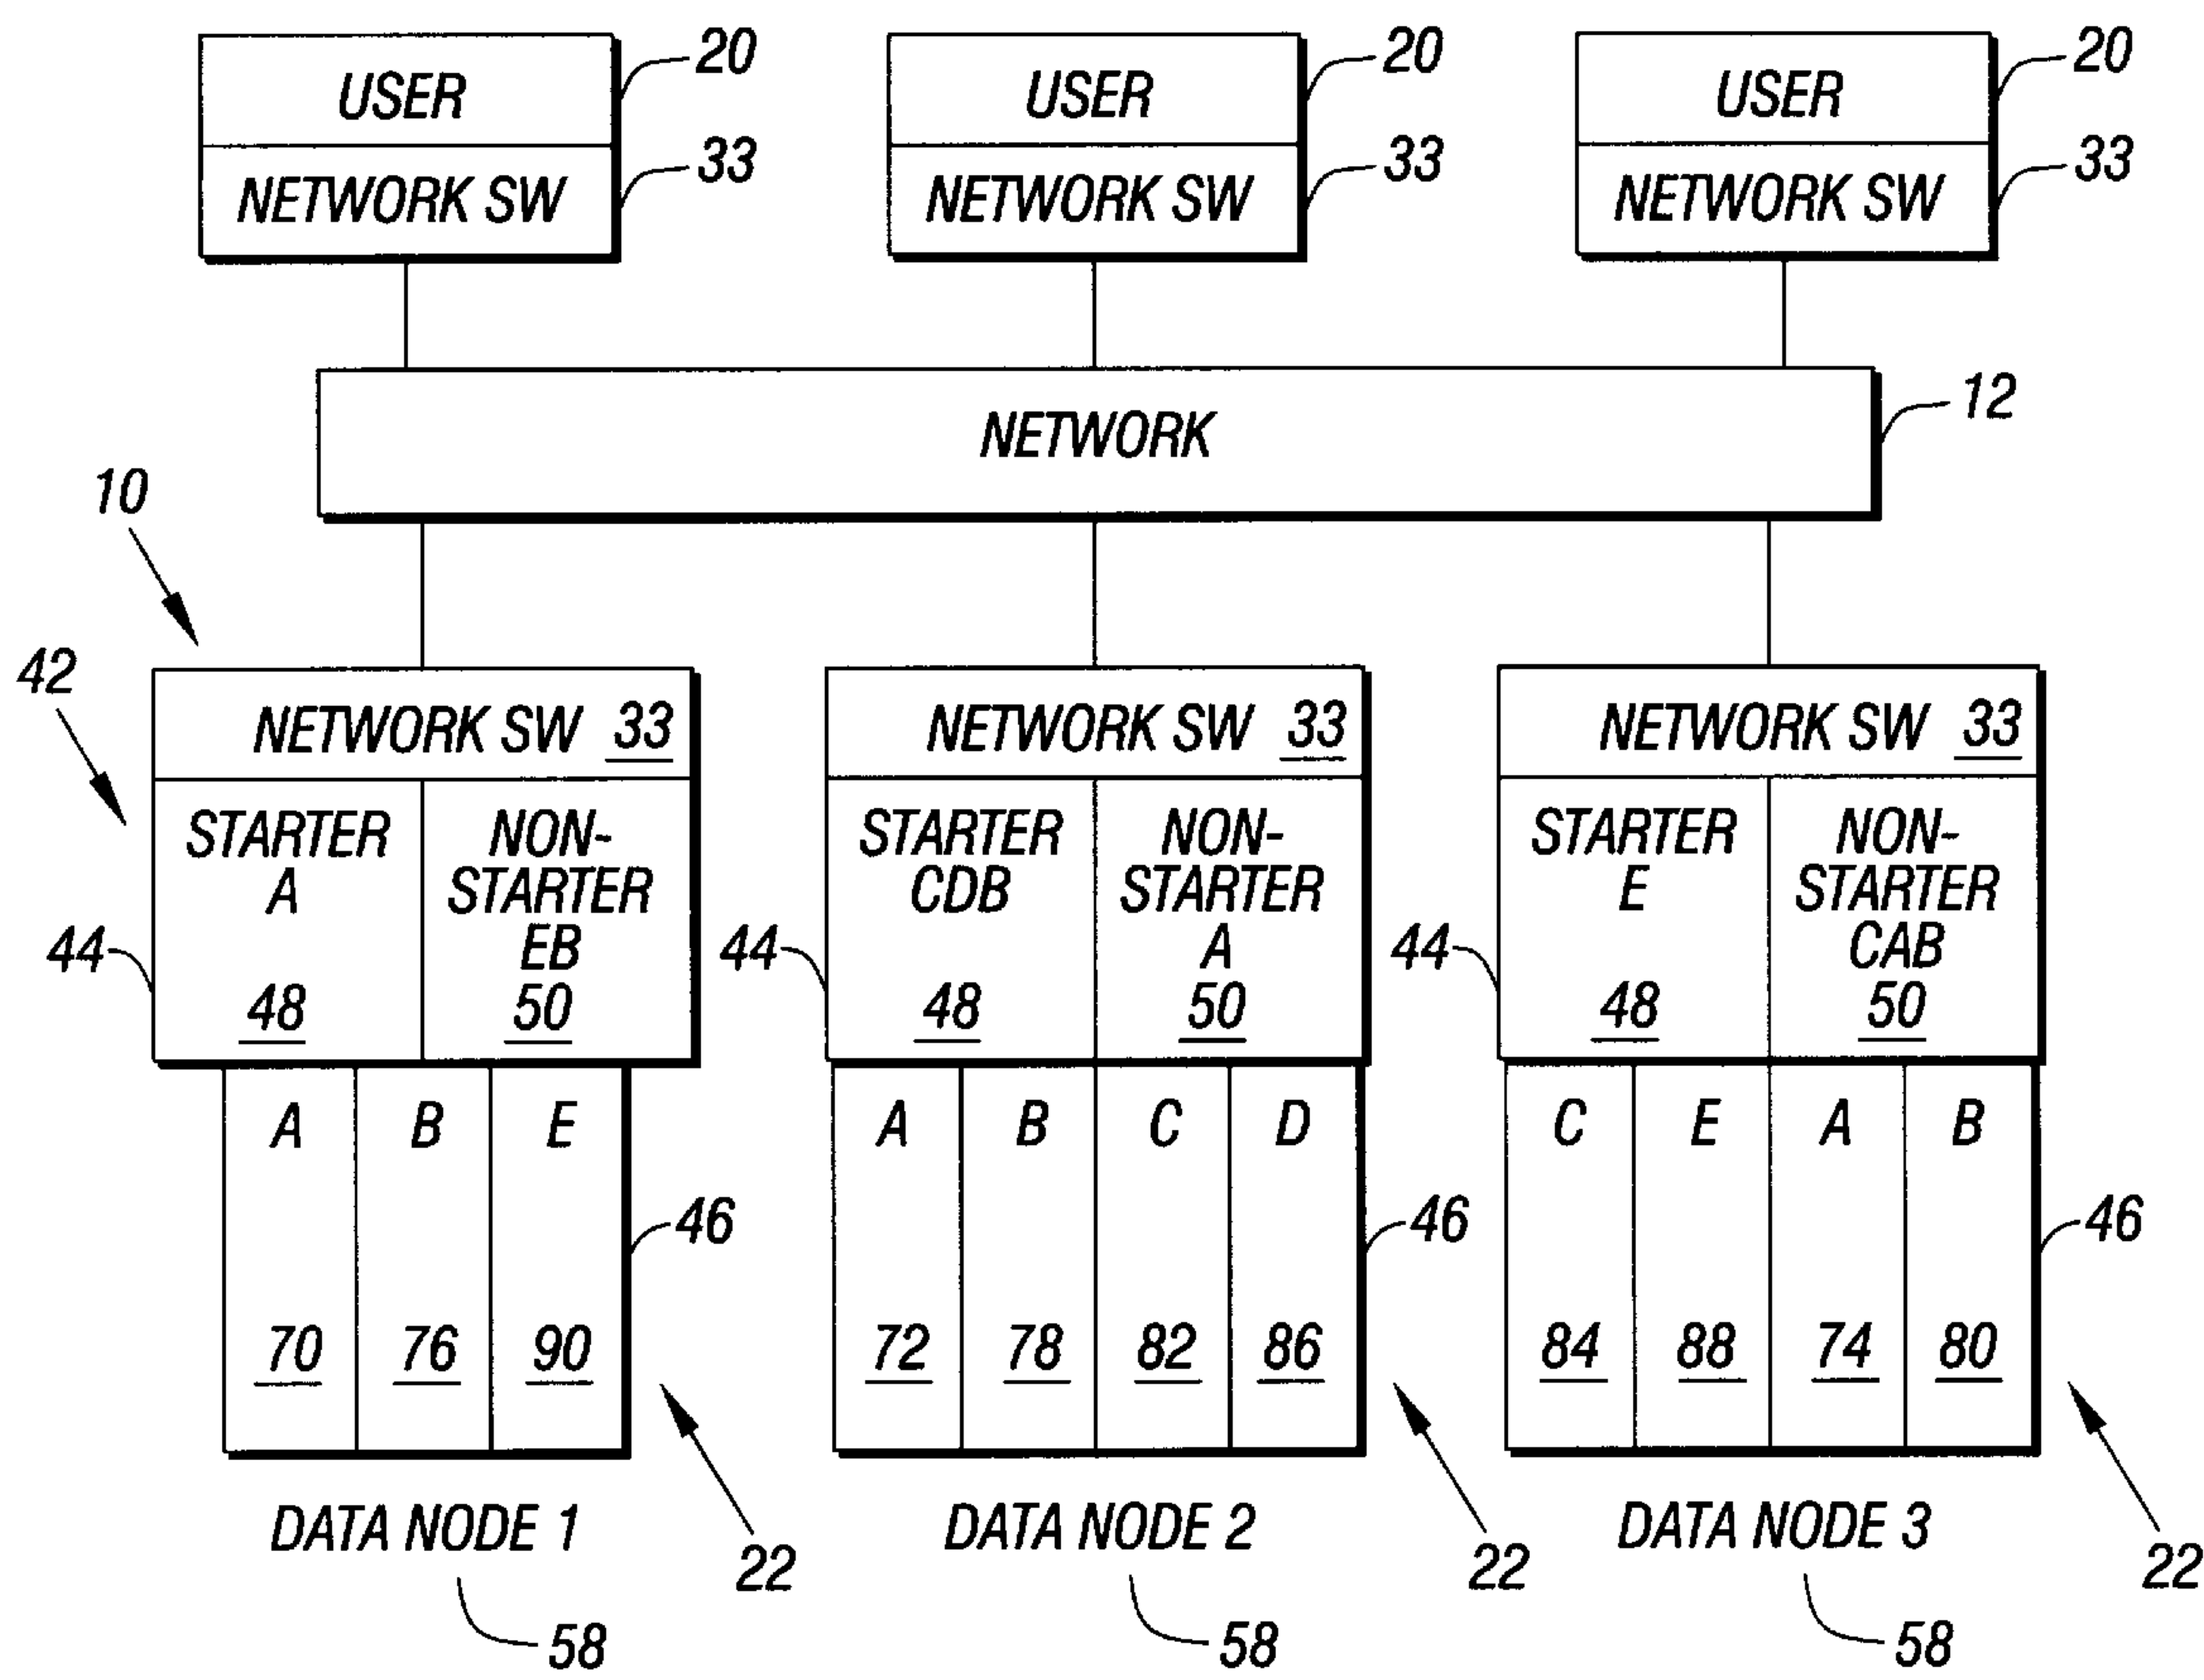 USER 20
NETWORK SW 33
USER 20
NETWORK SW 33
USER 20
NETWORK SW 33
NETWORK 12
10
42
NETWORK SW 33
STARTER
A
48
NON-
STARTER
EB
50
44
A
70
B
76
E
90
46
22
DATA NODE 1
58
NETWORK SW 33
STARTER
CDB
48
NON-
STARTER
A
50
44
A
72
B
78
C
82
D
86
46
22
DATA NODE 2
58
NETWORK SW 33
STARTER
E
48
NON-
STARTER
CAB
50
44
C
84
E
88
A
74
B
80
46
22
DATA NODE 3
58